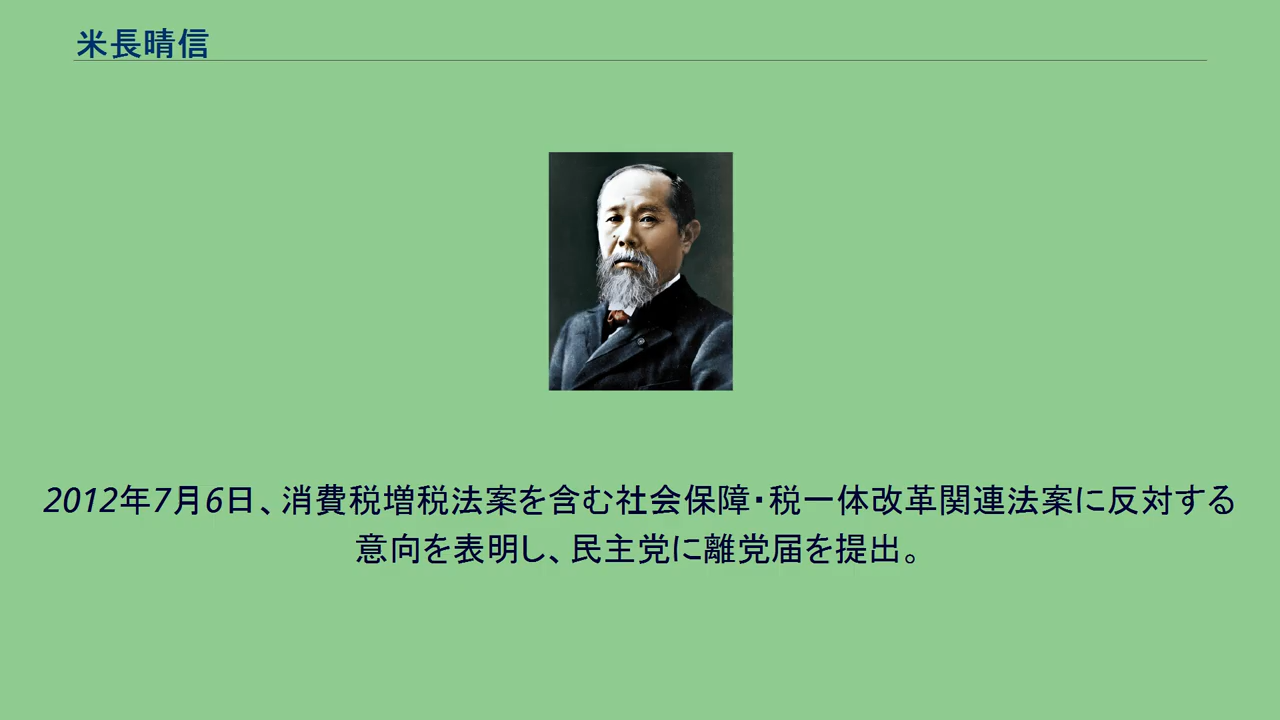 米長晴信
2012年7月6日、消費税増税法案を含む社会保障・税一体改革関連法案に反対する
意向を表明し、民主党に離党届を提出。